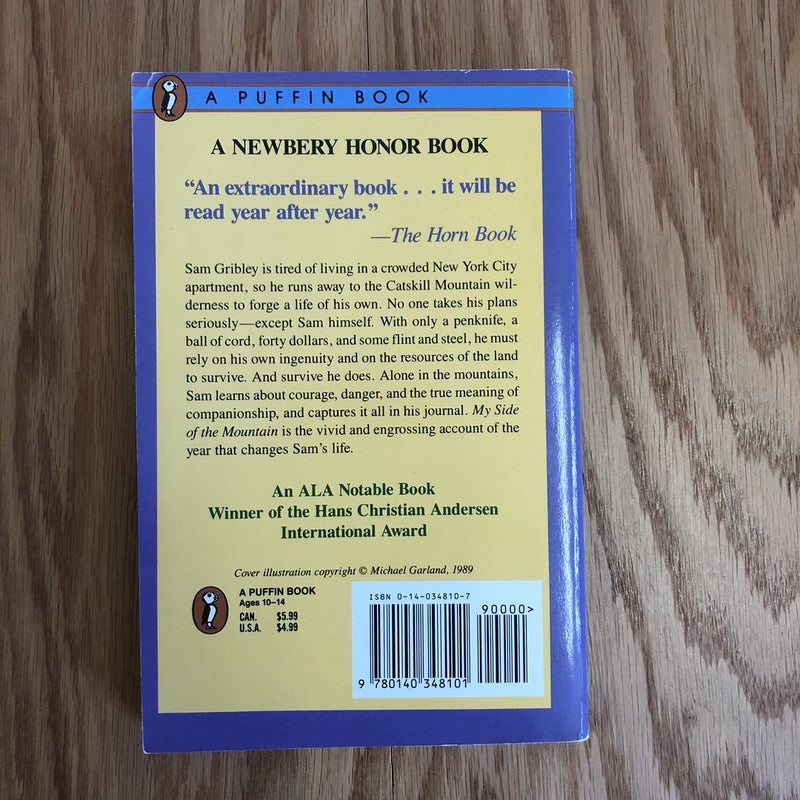 A PUFFIN BOOK
A NEWBERY HONOR BOOK
“An extraordinary book . . . it will be
read year after year.”
—The Horn Book
Sam Gribley is tired of living in a crowded New York City
apartment, so he runs away to the Catskill Mountain wil-
derness to forge a life of his own. No one takes his plans
seriously—except Sam himself. With only a penknife, a
ball of cord, forty dollars, and some flint and steel, he must
rely on his own ingenuity and on the resources of the land
to survive. And survive he does. Alone in the mountains,
Sam learns about courage, danger, and the true meaning of
companionship, and captures it all in his journal. My Side
of the Mountain is the vivid and engrossing account of the
year that changes Sam’s life.
An ALA Notable Book
Winner of the Hans Christian Andersen
International Award
Cover illustration copyright © Michael Garland, 1989
A PUFFIN BOOK
Ages 10–14
CAN. $5.99
U.S.A. $4.99
ISBN 0-14-034810-7
90000>
9 780140 348101